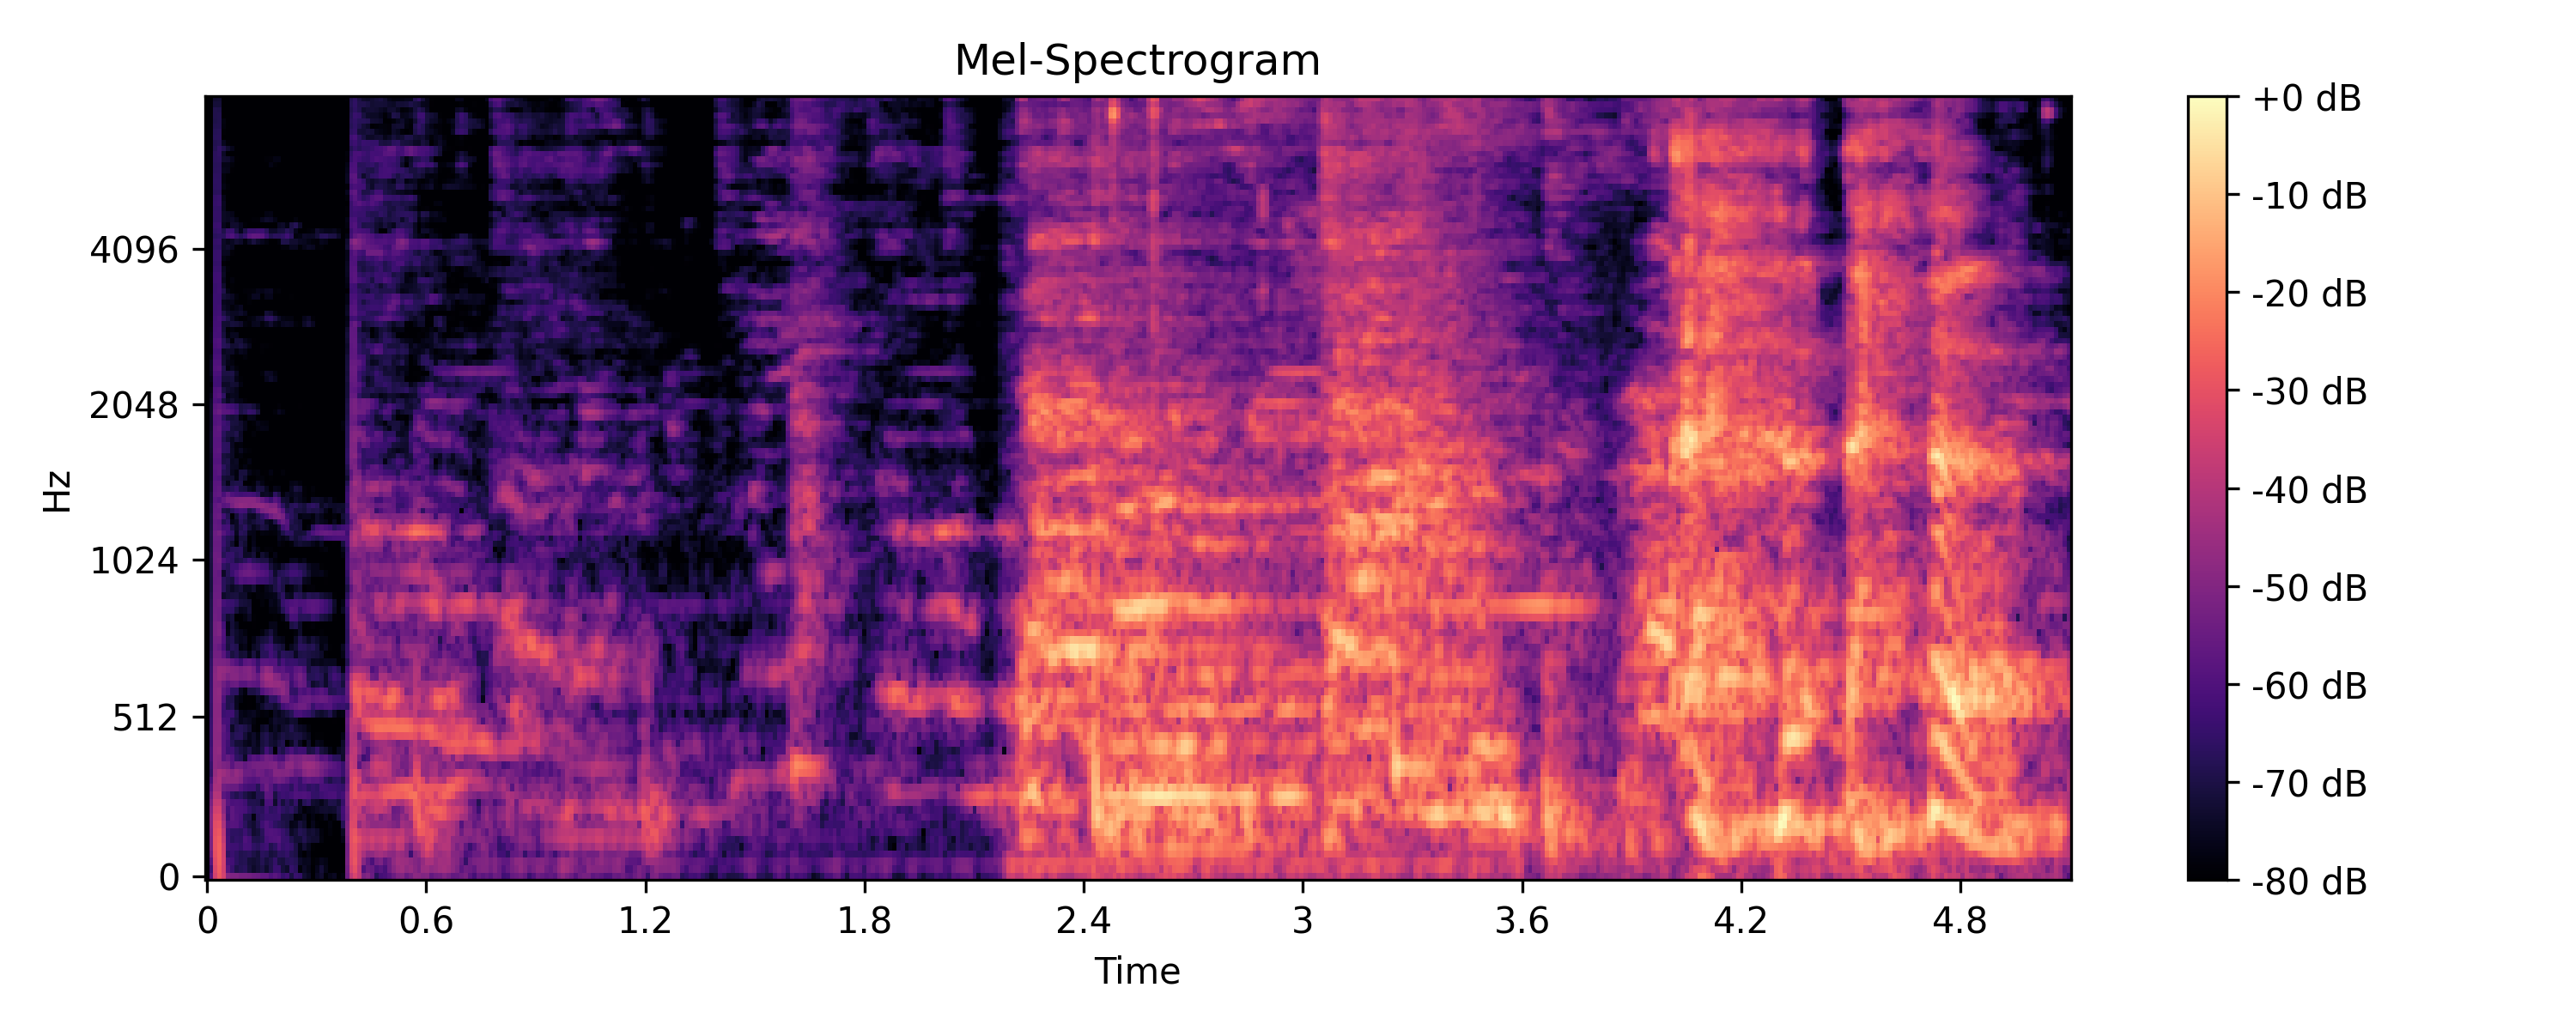 Mel-Spectrogram
Hz
4096
2048
1024
512
0
0 0.6 1.2 1.8 2.4 3 3.6 4.2 4.8
Time
+0 dB
-10 dB
-20 dB
-30 dB
-40 dB
-50 dB
-60 dB
-70 dB
-80 dB